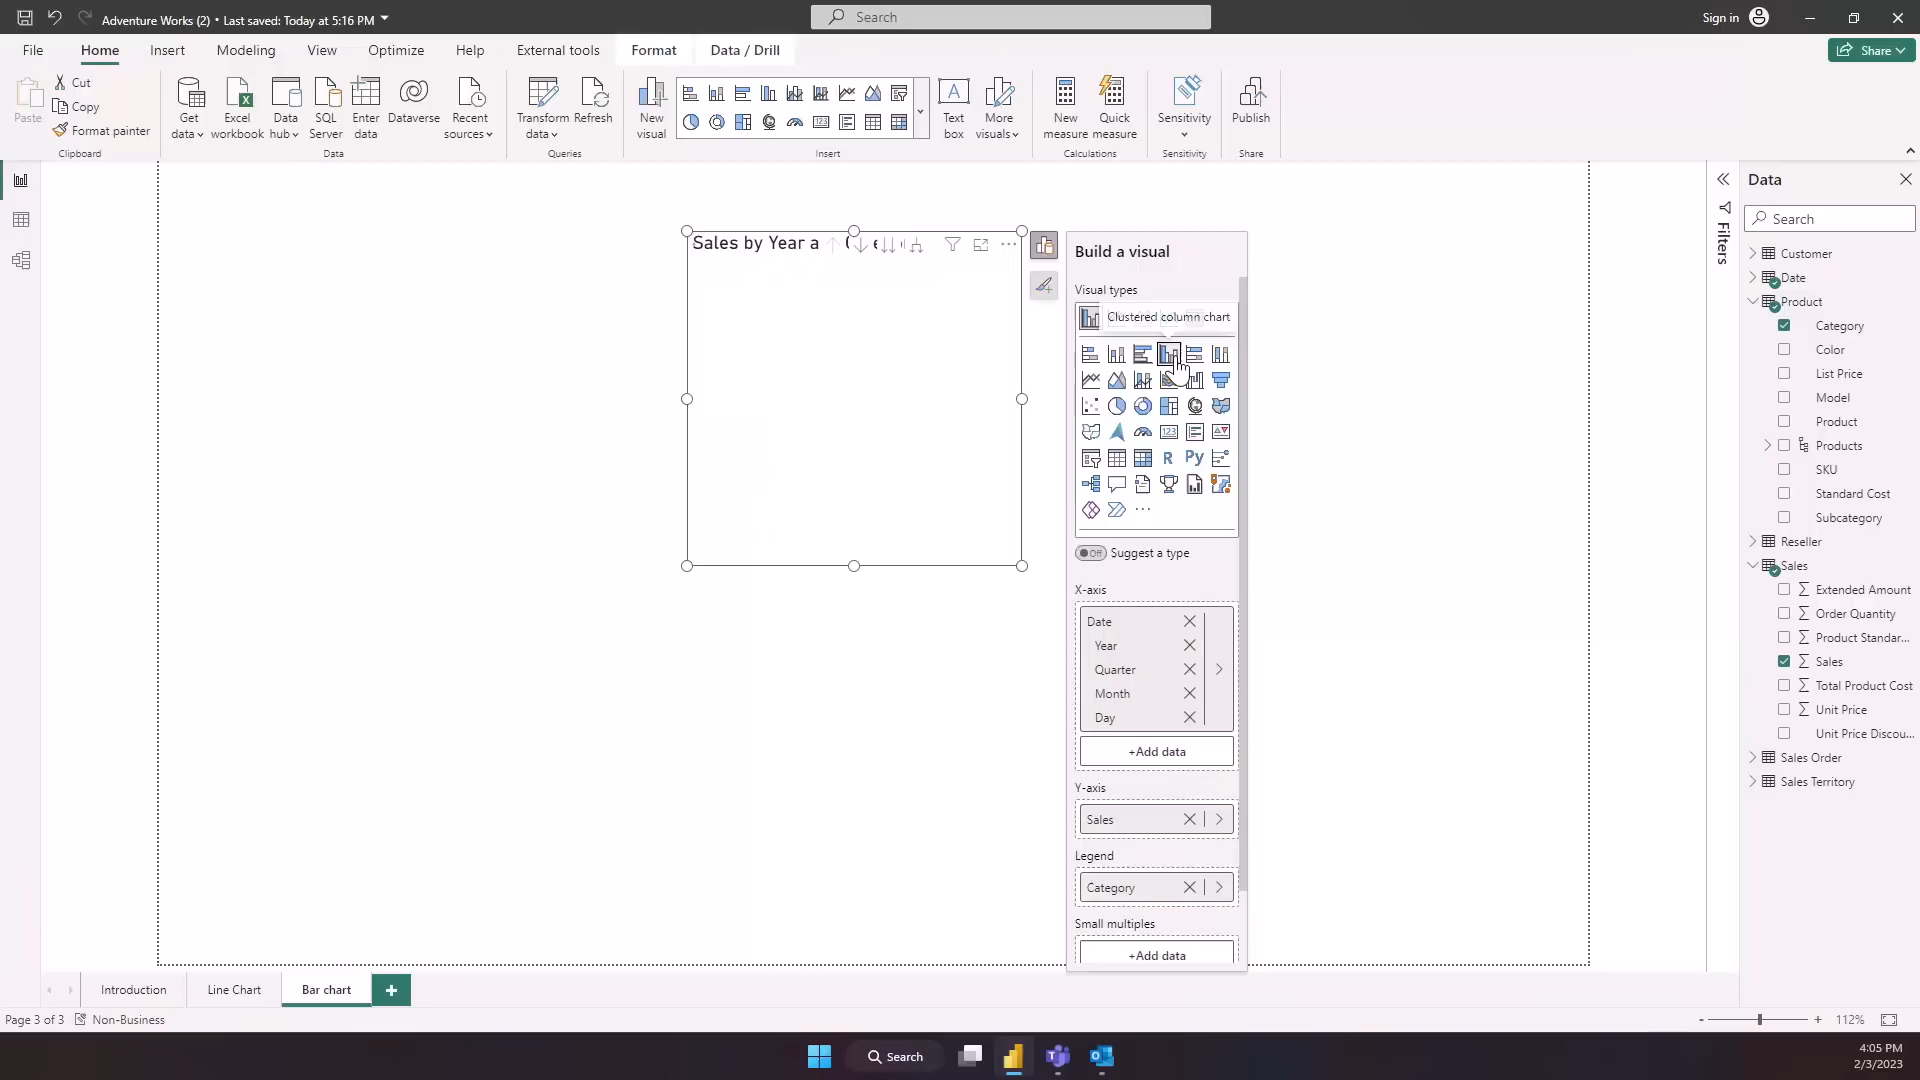 Adventure Works (2) • Last saved: Today at 5:16 PM
Search
Sign in
File
Home
Insert
Modeling
View
Optimize
Help
External tools
Format
Data / Drill
Share
Paste
Cut
Copy
Format painter
Clipboard
Get data
Excel workbook
Data hub
SQL Server
Enter data
Dataverse
Recent sources
Data
Transform data
Refresh
Queries
New visual
Text box
More visuals
Insert
New measure
Quick measure
Calculations
Sensitivity
Sensitivity
Publish
Share
Sales by Year a
Build a visual
Visual types
Clustered column chart
123
R
Py
Off
Suggest a type
X-axis
Date
Year
Quarter
Month
Day
+Add data
Y-axis
Sales
Legend
Category
Small multiples
+Add data
Filters
Data
Search
Customer
Date
Product
Category
Color
List Price
Model
Product
Products
SKU
Standard Cost
Subcategory
Reseller
Sales
Extended Amount
Order Quantity
Product Standar...
Sales
Total Product Cost
Unit Price
Unit Price Discou...
Sales Order
Sales Territory
Introduction
Line Chart
Bar chart
Page 3 of 3
Non-Business
112%
Search
4:05 PM
2/3/2023